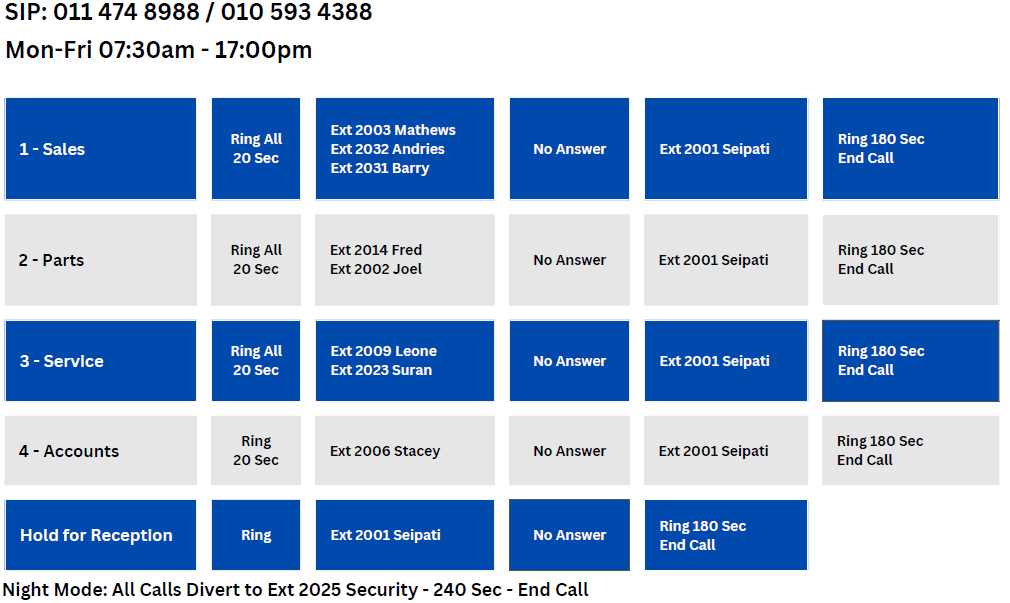 SIP: 011 474 8988 / 010 593 4388
Mon-Fri 07:30am - 17:00pm
1 - Sales
Ring All
20 Sec
Ext 2003 Mathews
Ext 2032 Andries
Ext 2031 Barry
No Answer
Ext 2001 Seipati
Ring 180 Sec
End Call
2 - Parts
Ring All
20 Sec
Ext 2014 Fred
Ext 2002 Joel
No Answer
Ext 2001 Seipati
Ring 180 Sec
End Call
3 - Service
Ring All
20 Sec
Ext 2009 Leone
Ext 2023 Suran
No Answer
Ext 2001 Seipati
Ring 180 Sec
End Call
4 - Accounts
Ring
20 Sec
Ext 2006 Stacey
No Answer
Ext 2001 Seipati
Ring 180 Sec
End Call
Hold for Reception
Ring
Ext 2001 Seipati
No Answer
Ring 180 Sec
End Call
Night Mode: All Calls Divert to Ext 2025 Security - 240 Sec - End Call